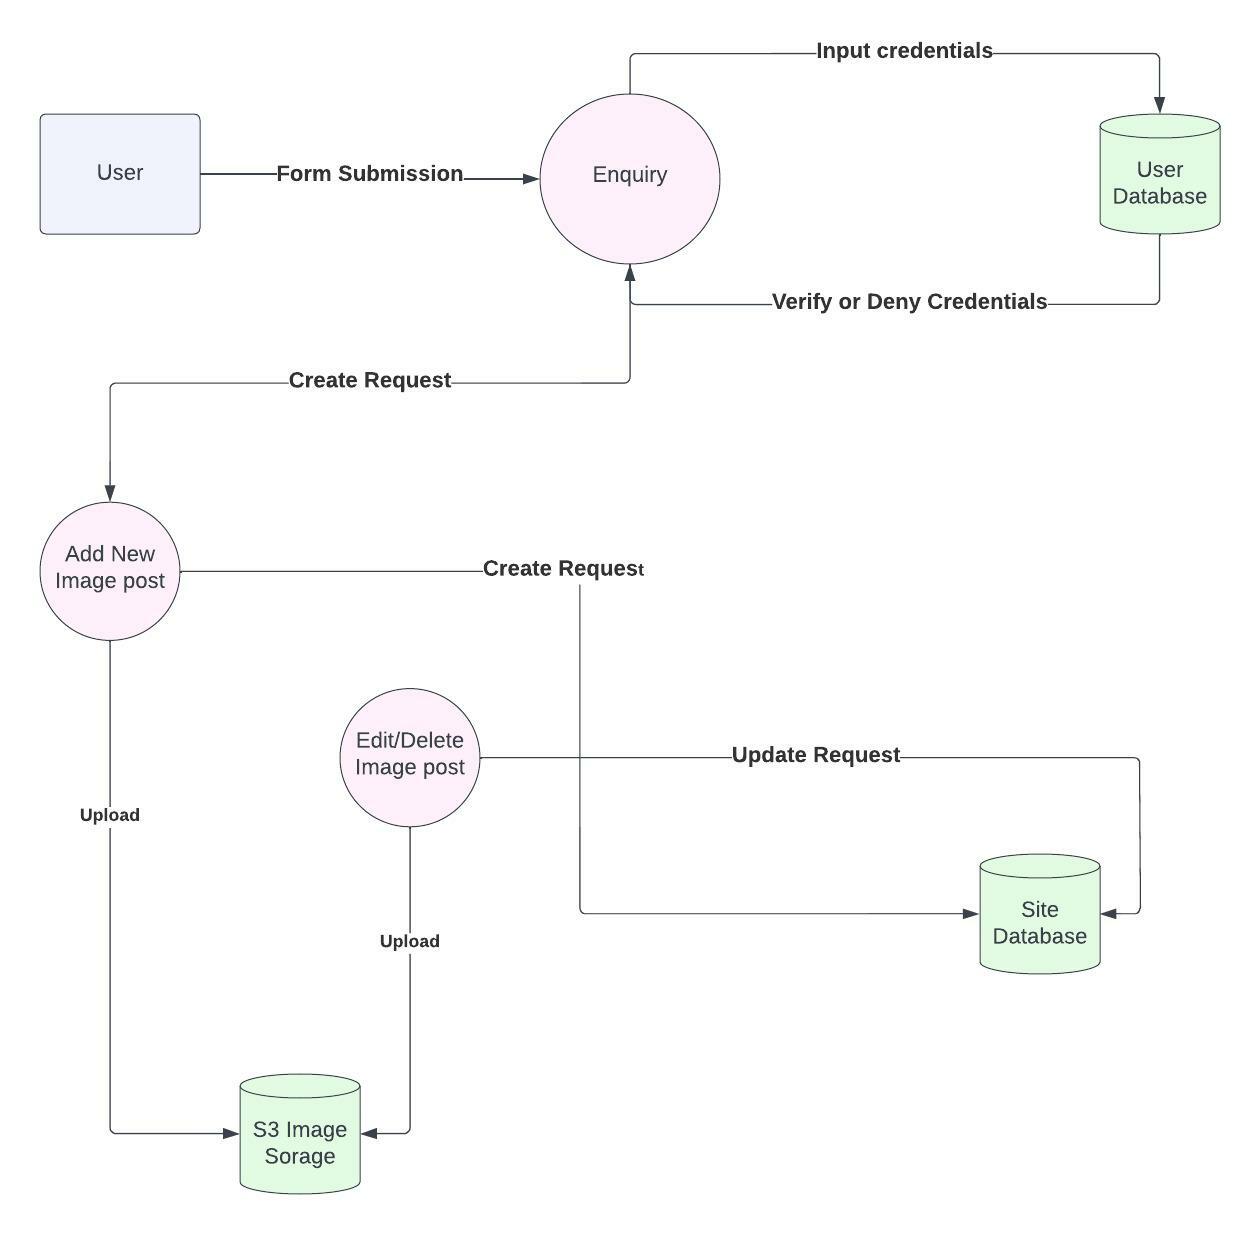 Input credentials
User
Form Submission
Enquiry
User
Database
Verify or Deny Credentials
Create Request
Add New
Image post
Create Request
Edit/Delete
Image post
Update Request
Upload
Site
Database
Upload
S3 Image
Sorage